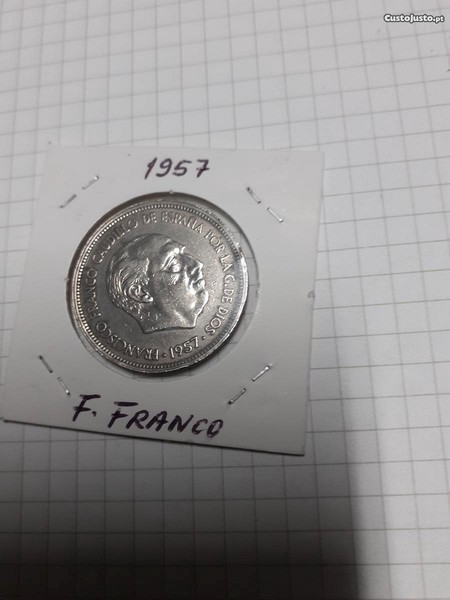 CustoJusto.pt
1957
FRANCISCO FRANCO CAUDILLO DE ESPAÑA POR LA G. DE DIOS
· 1957 ·
F. FRANCO